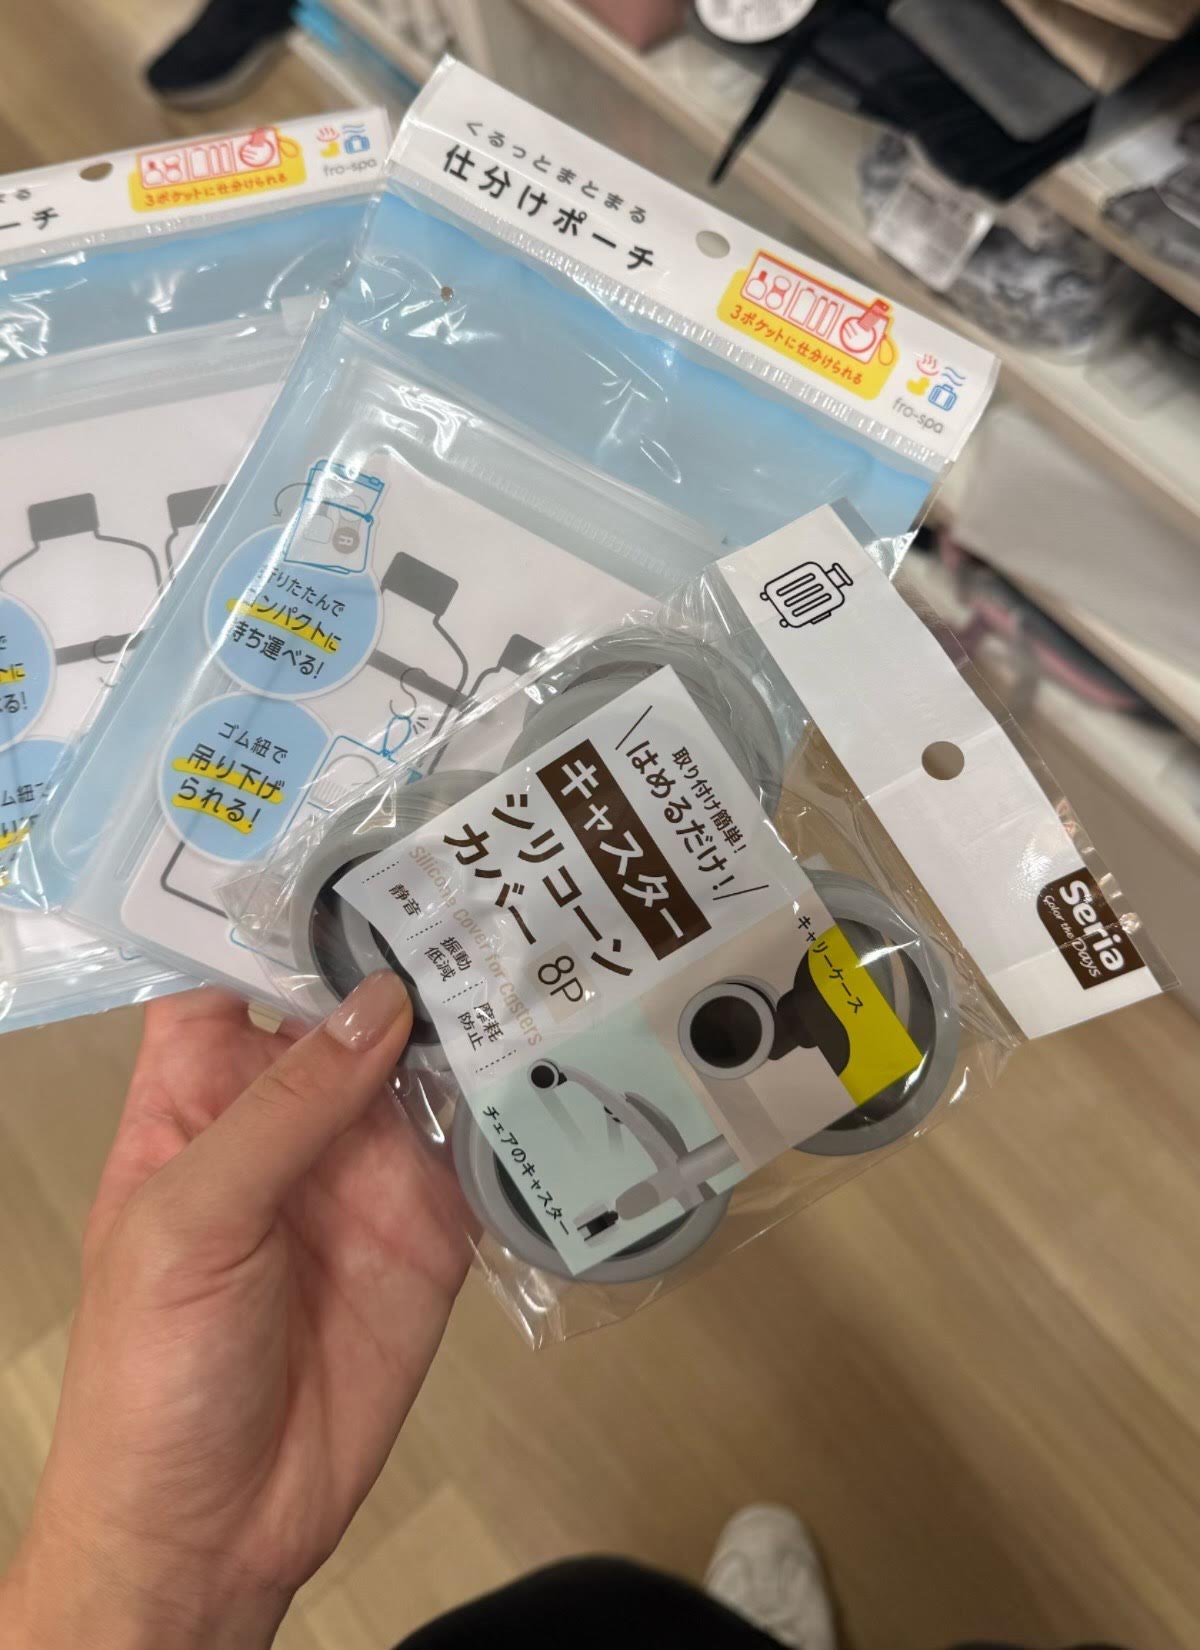 ーチ
3ポケットに仕分けられる
fro-spa
くるっとまとまる
仕分けポーチ
3ポケットに仕分けられる
fro-spa
折りたたんで
コンパクトに
持ち運べる!
ゴム紐で
吊り下げ
られる!
取り付け簡単!
はめるだけ!
キャスター
シリコーン
カバー 8P
Silicone Cover for Casters
静音
振動
低減
摩耗
防止
キャリーケース
チェアのキャスター
Seria
Color the Days